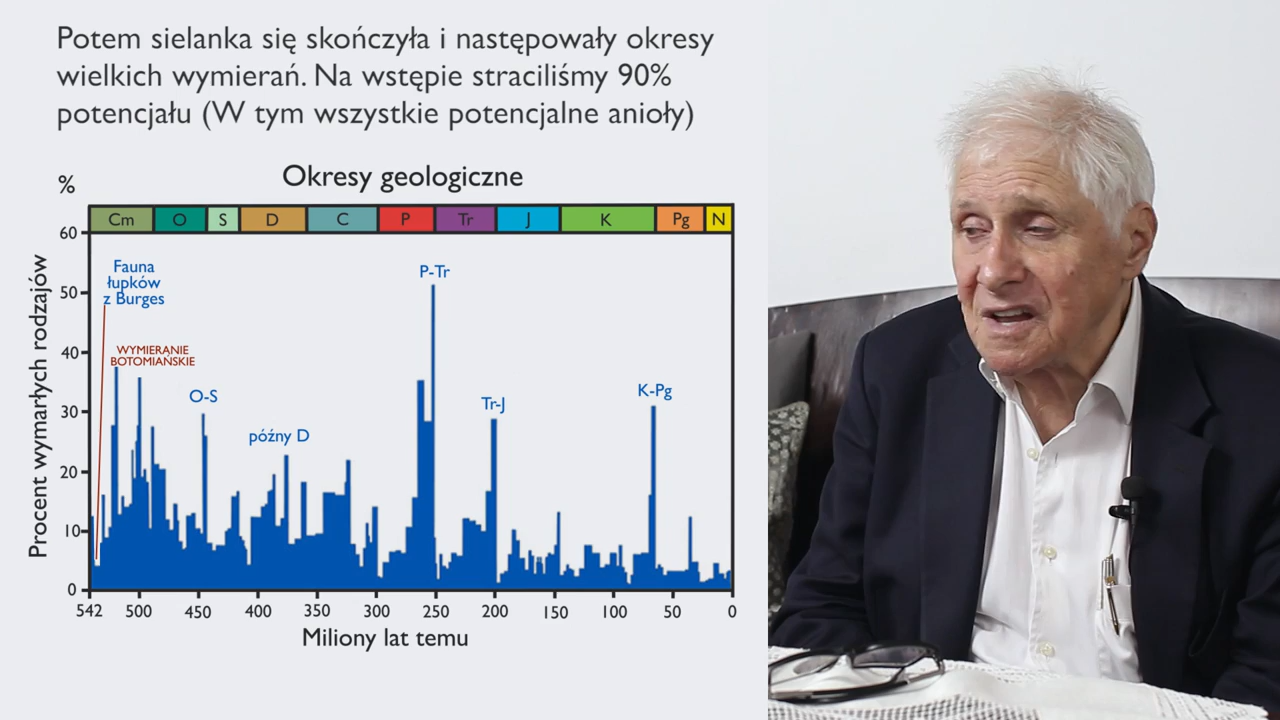 Potem sielanka się skończyła i następowały okresy
wielkich wymierań. Na wstępie straciliśmy 90%
potencjału (W tym wszystkie potencjalne anioły)
%
Okresy geologiczne
Cm O S D C P Tr J K Pg N
60
50
40
30
20
10
0
Procent wymarłych rodzajów
Fauna
łupków
z Burges
WYMIERANIE
BOTOMIAŃSKIE
O-S
późny D
P-Tr
Tr-J
K-Pg
542 500 450 400 350 300 250 200 150 100 50 0
Miliony lat temu